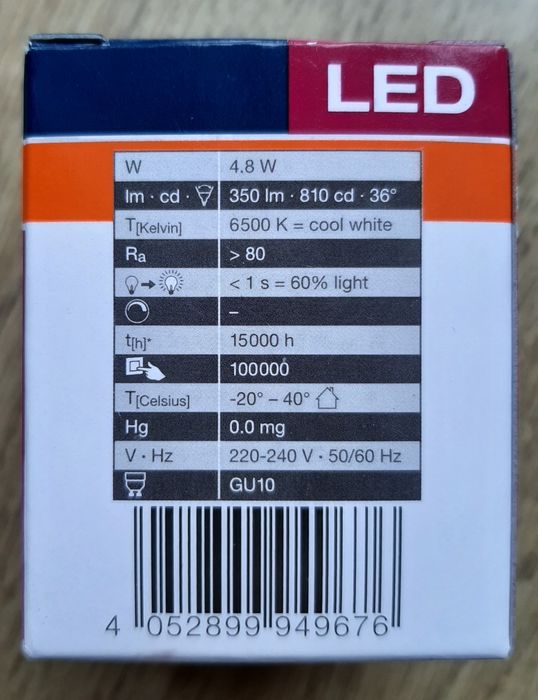 LED
W 4.8 W
lm · cd · 350 lm · 810 cd · 36°
T[Kelvin] 6500 K = cool white
Ra > 80
< 1 s = 60% light
–
t[h]* 15000 h
100000
T[Celsius] -20° – 40°
Hg 0.0 mg
V · Hz 220-240 V · 50/60 Hz
GU10
4 052899 949676